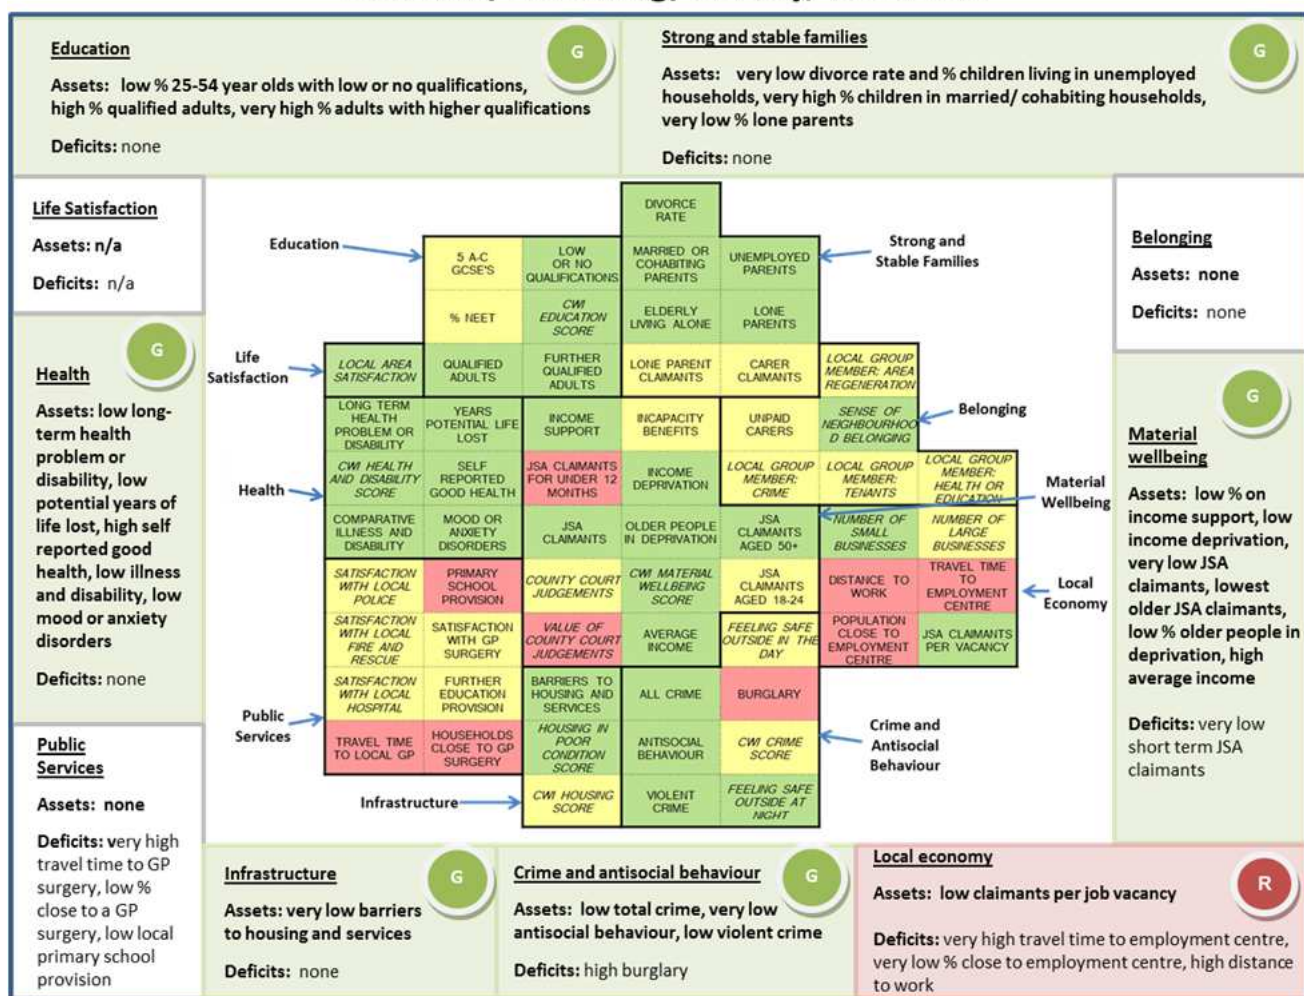 Education
G
Assets: low % 25-54 year olds with low or no qualifications,
high % qualified adults, very high % adults with higher qualifications
Deficits: none
Strong and stable families
G
Assets: very low divorce rate and % children living in unemployed
households, very high % children in married/ cohabiting households,
very low % lone parents
Deficits: none
Life Satisfaction
Assets: n/a
Deficits: n/a
Health
G
Assets: low long-
term health
problem or
disability, low
potential years of
life lost, high self
reported good
health, low illness
and disability, low
mood or anxiety
disorders
Deficits: none
Public
Services
Assets: none
Deficits: very high
travel time to GP
surgery, low %
close to a GP
surgery, low local
primary school
provision
Education
Life
Satisfaction
Health
Public
Services
Infrastructure
Strong and
Stable Families
Belonging
Material
Wellbeing
Local
Economy
Crime and
Antisocial
Behaviour
DIVORCE
RATE
5 A-C
GCSE'S
LOW
OR NO
QUALIFICATIONS
MARRIED OR
COHABITING
PARENTS
UNEMPLOYED
PARENTS
% NEET
CWI
EDUCATION
SCORE
ELDERLY
LIVING ALONE
LONE
PARENTS
LOCAL AREA
SATISFACTION
QUALIFIED
ADULTS
FURTHER
QUALIFIED
ADULTS
LONE PARENT
CLAIMANTS
CARER
CLAIMANTS
LOCAL GROUP
MEMBER: AREA
REGENERATION
LONG TERM
HEALTH
PROBLEM OR
DISABILITY
YEARS
POTENTIAL LIFE
LOST
INCOME
SUPPORT
INCAPACITY
BENEFITS
UNPAID
CARERS
SENSE OF
NEIGHBOURHOO
D BELONGING
CWI HEALTH
AND DISABILITY
SCORE
SELF
REPORTED
GOOD HEALTH
JSA CLAIMANTS
FOR UNDER 12
MONTHS
INCOME
DEPRIVATION
LOCAL GROUP
MEMBER:
CRIME
LOCAL GROUP
MEMBER:
TENANTS
LOCAL GROUP
MEMBER:
HEALTH OR
EDUCATION
COMPARATIVE
ILLNESS AND
DISABILITY
MOOD OR
ANXIETY
DISORDERS
JSA
CLAIMANTS
OLDER PEOPLE
IN DEPRIVATION
JSA
CLAIMANTS
AGED 50+
NUMBER OF
SMALL
BUSINESSES
NUMBER OF
LARGE
BUSINESSES
SATISFACTION
WITH LOCAL
POLICE
PRIMARY
SCHOOL
PROVISION
COUNTY COURT
JUDGEMENTS
CWI MATERIAL
WELLBEING
SCORE
JSA
CLAIMANTS
AGED 18-24
DISTANCE TO
WORK
TRAVEL TIME
TO
EMPLOYMENT
CENTRE
SATISFACTION
WITH LOCAL
FIRE AND
RESCUE
SATISFACTION
WITH GP
SURGERY
VALUE OF
COUNTY COURT
JUDGEMENTS
AVERAGE
INCOME
FEELING SAFE
OUTSIDE IN THE
DAY
POPULATION
CLOSE TO
EMPLOYMENT
CENTRE
JSA CLAIMANTS
PER VACANCY
SATISFACTION
WITH LOCAL
HOSPITAL
FURTHER
EDUCATION
PROVISION
BARRIERS TO
HOUSING AND
SERVICES
ALL CRIME
BURGLARY
TRAVEL TIME
TO LOCAL GP
HOUSEHOLDS
CLOSE TO GP
SURGERY
HOUSING IN
POOR
CONDITION
SCORE
ANTISOCIAL
BEHAVIOUR
CWI CRIME
SCORE
CWI HOUSING
SCORE
VIOLENT
CRIME
FEELING SAFE
OUTSIDE AT
NIGHT
Belonging
Assets: none
Deficits: none
G
Material
wellbeing
Assets: low % on
income support, low
income deprivation,
very low JSA
claimants, lowest
older JSA claimants,
low % older people in
deprivation, high
average income
Deficits: very low
short term JSA
claimants
Infrastructure
G
Assets: very low barriers
to housing and services
Deficits: none
Crime and antisocial behaviour
G
Assets: low total crime, very low
antisocial behaviour, low violent crime
Deficits: high burglary
Local economy
R
Assets: low claimants per job vacancy
Deficits: very high travel time to employment centre,
very low % close to employment centre, high distance
to work